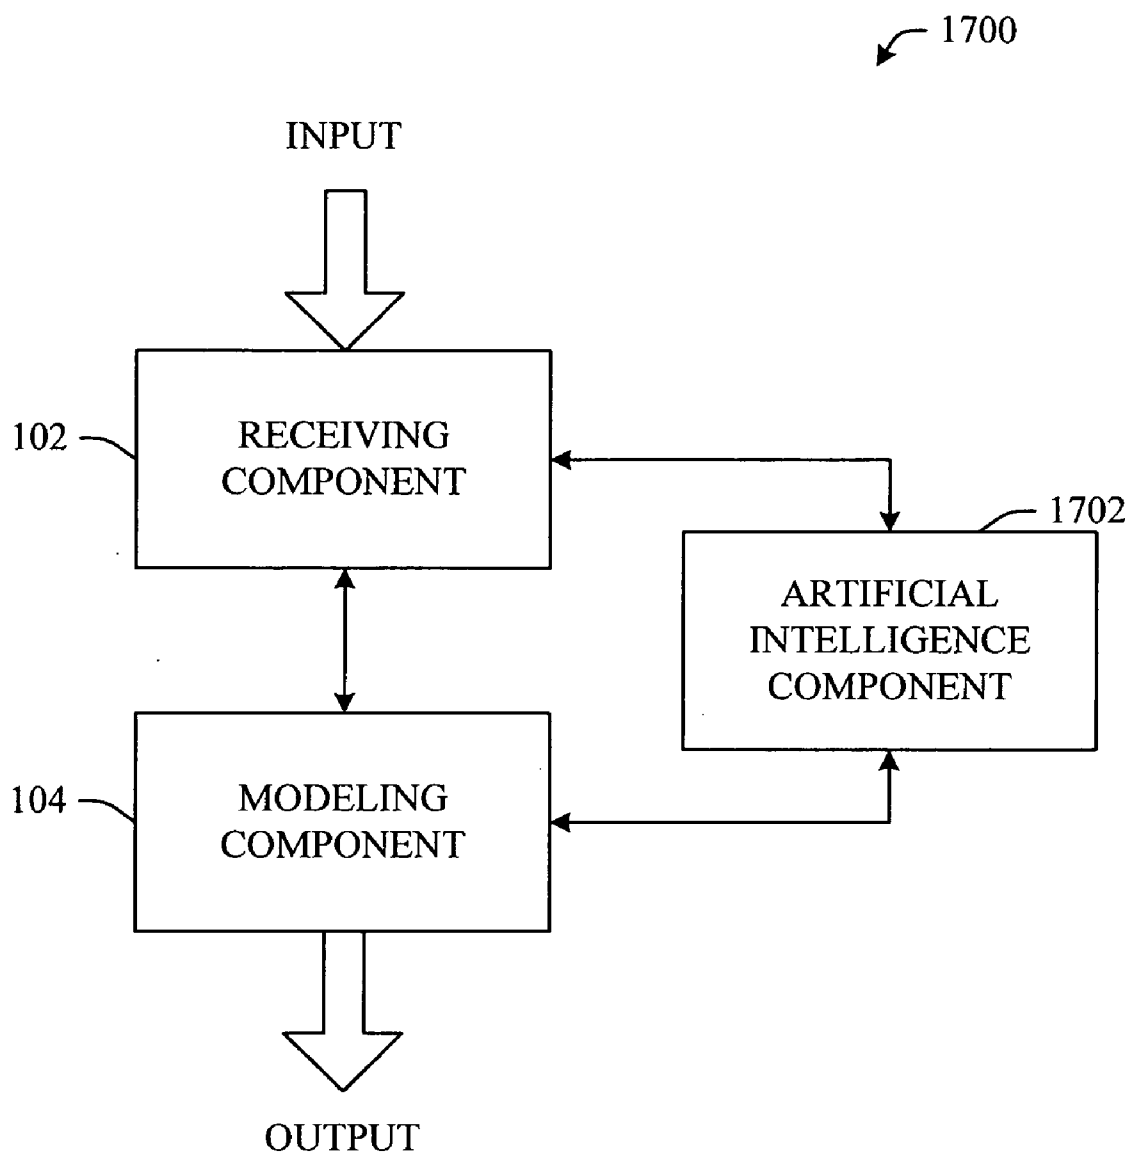 1700
INPUT
102
RECEIVING
COMPONENT
1702
ARTIFICIAL
INTELLIGENCE
COMPONENT
104
MODELING
COMPONENT
OUTPUT